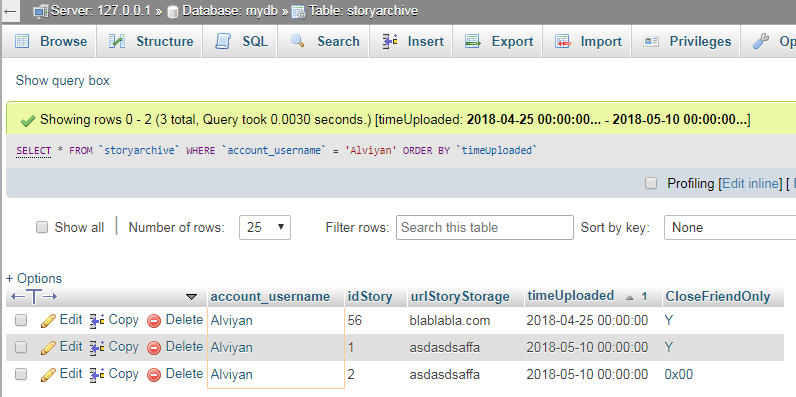 Server: 127.0.0.1 » Database: mydb » Table: storyarchive
Browse Structure SQL Search Insert Export Import Privileges
Show query box
Showing rows 0 - 2 (3 total, Query took 0.0030 seconds.) [timeUploaded: 2018-04-25 00:00:00... - 2018-05-10 00:00:00...]
SELECT * FROM `storyarchive` WHERE `account_username` = 'Alviyan' ORDER BY `timeUploaded`
Profiling [Edit inline] [
Show all | Number of rows: 25 Filter rows: Search this table Sort by key: None
+ Options
←T→ account_username idStory urlStoryStorage timeUploaded 1 CloseFriendOnly
Edit Copy Delete Alviyan 56 blablabla.com 2018-04-25 00:00:00 Y
Edit Copy Delete Alviyan 1 asdasdsaffa 2018-05-10 00:00:00 Y
Edit Copy Delete Alviyan 2 asdasdsaffa 2018-05-10 00:00:00 0x00